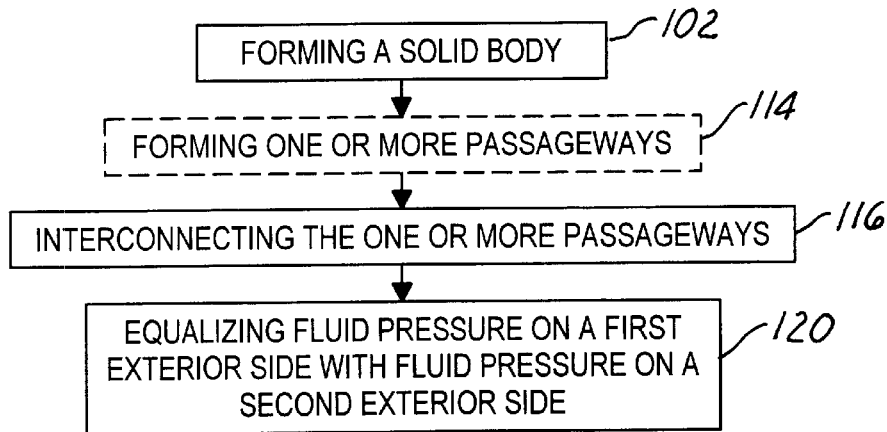 FORMING A SOLID BODY
102
FORMING ONE OR MORE PASSAGEWAYS
114
INTERCONNECTING THE ONE OR MORE PASSAGEWAYS
116
EQUALIZING FLUID PRESSURE ON A FIRST
EXTERIOR SIDE WITH FLUID PRESSURE ON A
SECOND EXTERIOR SIDE
120